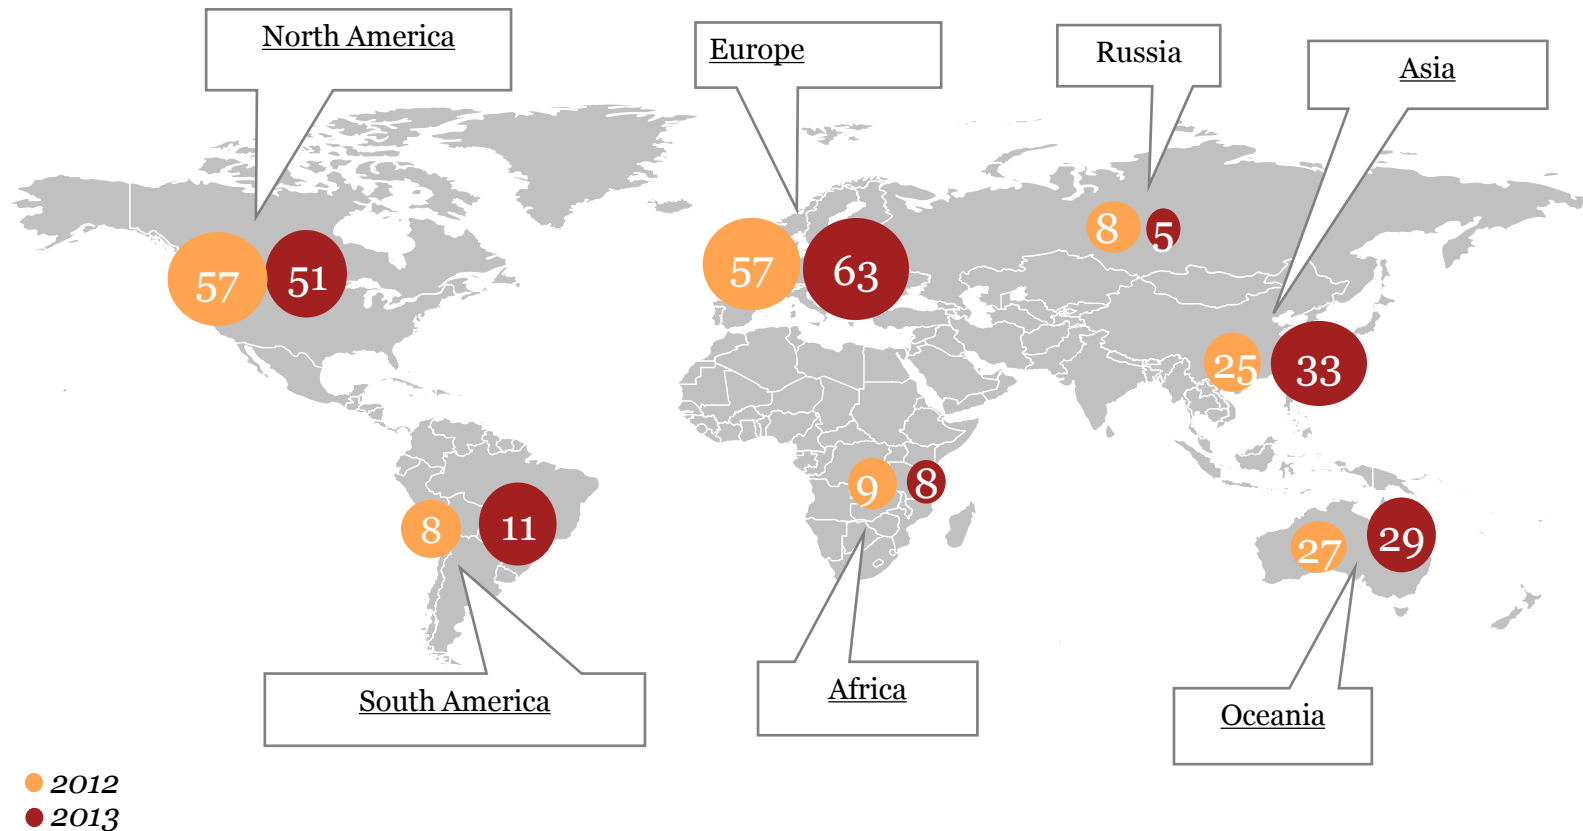 North America
Europe
Russia
Asia
57 51
57 63
8 5
25 33
9 8
8 11
27 29
South America
Africa
Oceania
2012
2013